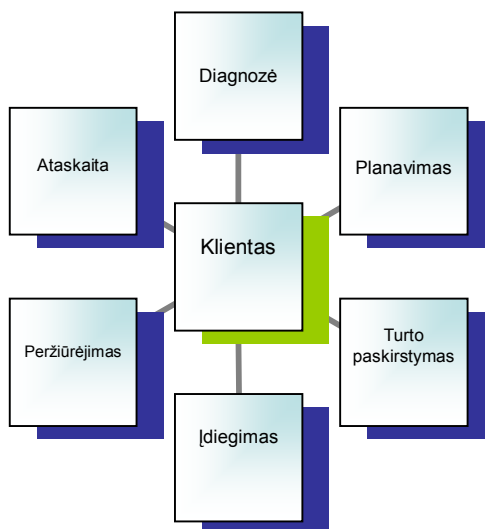 Diagnozė
Ataskaita
Planavimas
Klientas
Peržiūrėjimas
Turto
paskirstymas
Įdiegimas